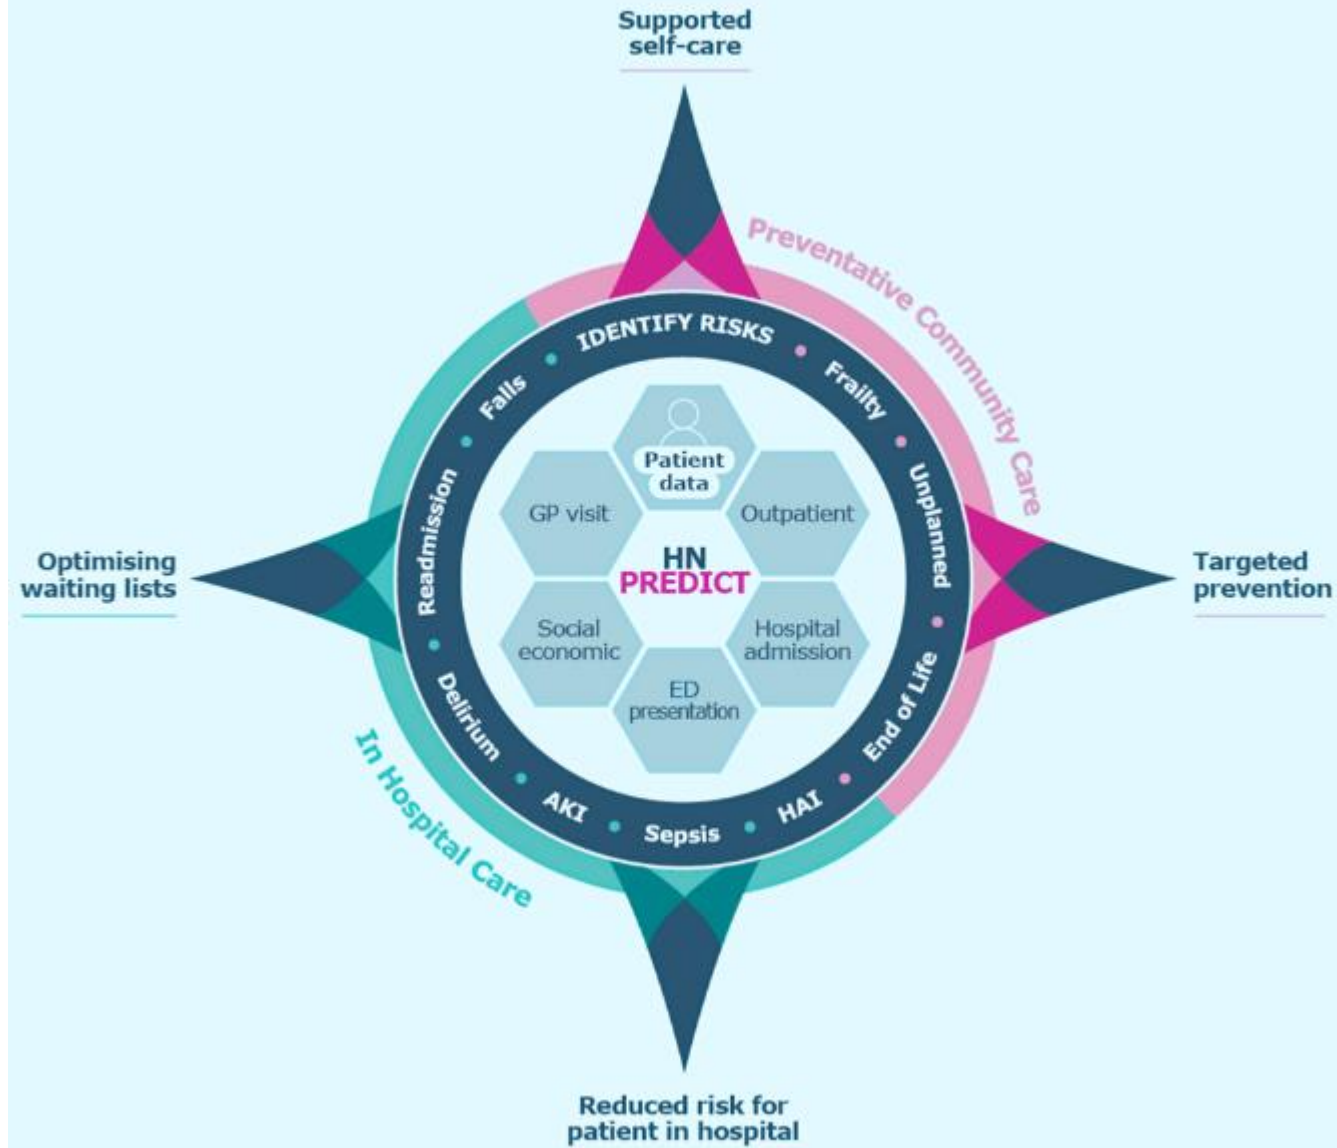 Supported
self-care
Preventative Community Care
IDENTIFY RISKS
Frailty
Unplanned
End of Life
HAI
Sepsis
AKI
Delirium
Readmission
Falls
Patient
data
GP visit
Outpatient
HN
PREDICT
Social
economic
Hospital
admission
ED
presentation
Optimising
waiting lists
Targeted
prevention
In Hospital Care
Reduced risk for
patient in hospital